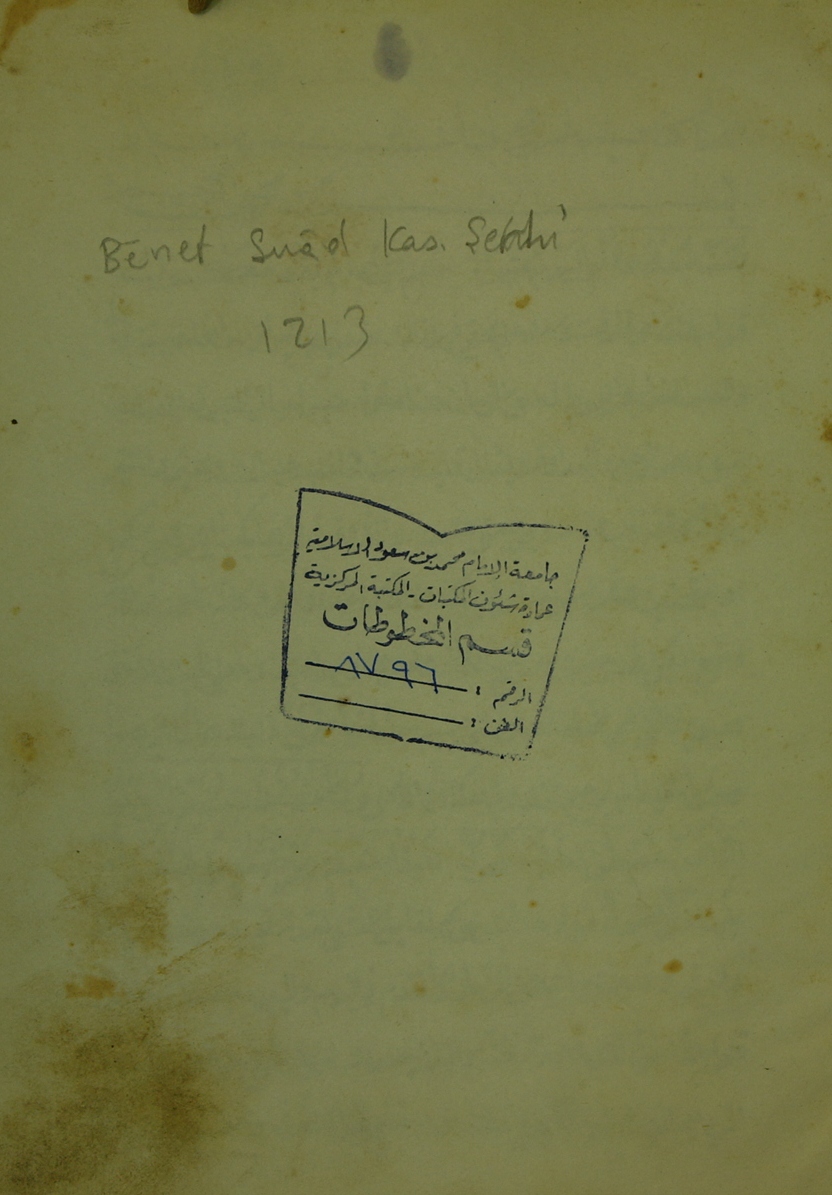 Bēnet Suād Kas. Şerhi
1213
جامعة الإمام محمد بن سعود الإسلامية
عمادة شئون المكتبات - المكتبة المركزية
قسم المخطوطات
الرقم : ٨٧٩٦
الفن :